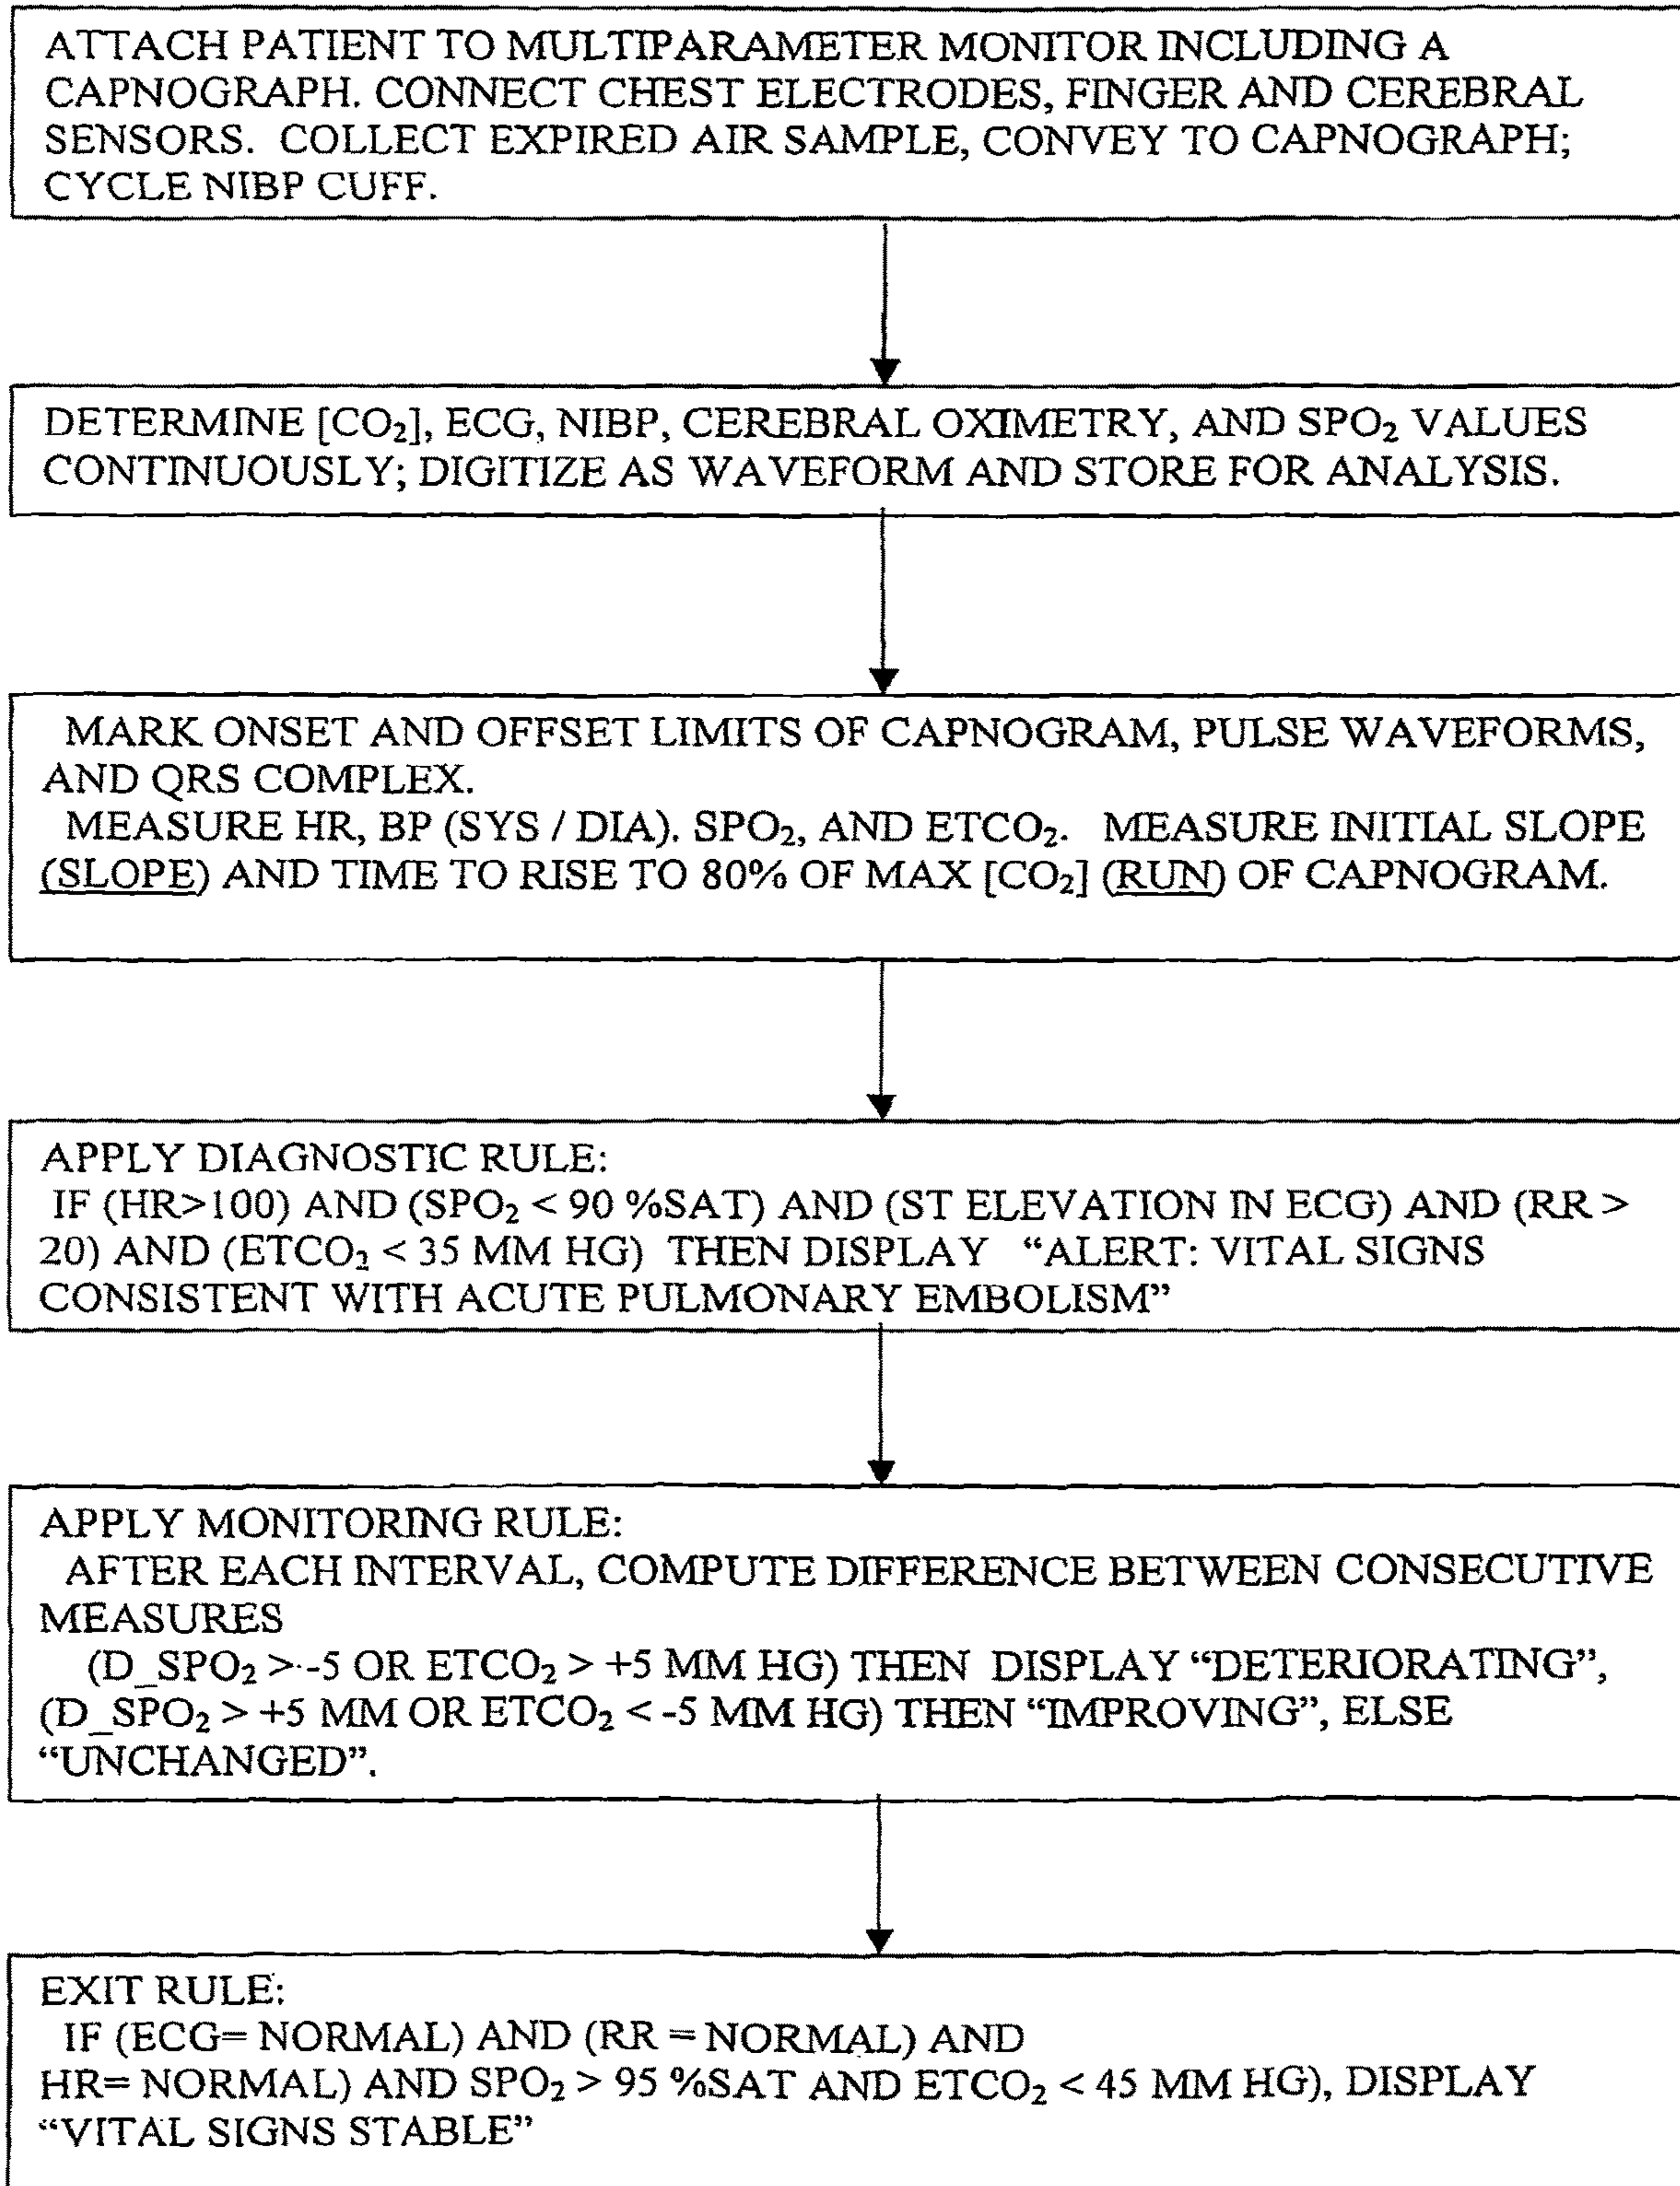 ATTACH PATIENT TO MULTIPARAMETER MONITOR INCLUDING A
CAPNOGRAPH. CONNECT CHEST ELECTRODES, FINGER AND CEREBRAL
SENSORS. COLLECT EXPIRED AIR SAMPLE, CONVEY TO CAPNOGRAPH;
CYCLE NIBP CUFF.
DETERMINE [CO₂], ECG, NIBP, CEREBRAL OXIMETRY, AND SPO₂ VALUES
CONTINUOUSLY; DIGITIZE AS WAVEFORM AND STORE FOR ANALYSIS.
MARK ONSET AND OFFSET LIMITS OF CAPNOGRAM, PULSE WAVEFORMS,
AND QRS COMPLEX.
MEASURE HR, BP (SYS / DIA). SPO₂, AND ETCO₂. MEASURE INITIAL SLOPE
(SLOPE) AND TIME TO RISE TO 80% OF MAX [CO₂] (RUN) OF CAPNOGRAM.
APPLY DIAGNOSTIC RULE:
IF (HR>100) AND (SPO₂ < 90 %SAT) AND (ST ELEVATION IN ECG) AND (RR >
20) AND (ETCO₂ < 35 MM HG) THEN DISPLAY “ALERT: VITAL SIGNS
CONSISTENT WITH ACUTE PULMONARY EMBOLISM”
APPLY MONITORING RULE:
AFTER EACH INTERVAL, COMPUTE DIFFERENCE BETWEEN CONSECUTIVE
MEASURES
(D_SPO₂ > -5 OR ETCO₂ > +5 MM HG) THEN DISPLAY “DETERIORATING”,
(D_SPO₂ > +5 MM OR ETCO₂ < -5 MM HG) THEN “IMPROVING”, ELSE
“UNCHANGED”.
EXIT RULE:
IF (ECG= NORMAL) AND (RR = NORMAL) AND
HR= NORMAL) AND SPO₂ > 95 %SAT AND ETCO₂ < 45 MM HG), DISPLAY
“VITAL SIGNS STABLE”